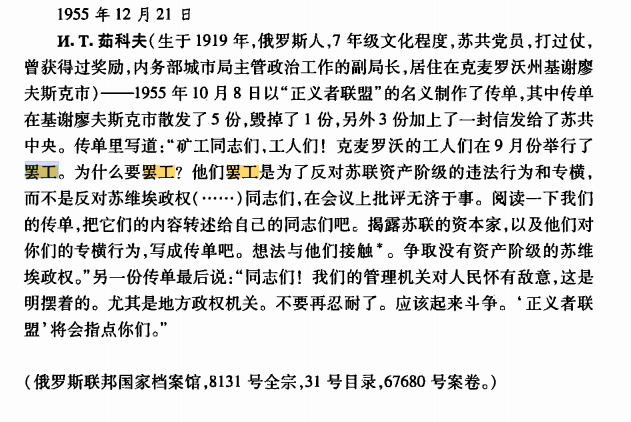 1955 年 12 月 21 日
И. Т. 茹科夫(生于 1919 年,俄罗斯人,7 年级文化程度,苏共党员,打过仗,
曾获得过奖励,内务部城市局主管政治工作的副局长,居住在克麦罗沃州基谢廖
夫斯克市)——1955 年 10 月 8 日以“正义者联盟”的名义制作了传单,其中传单
在基谢廖夫斯克市散发了 5 份,毁掉了 1 份,另外 3 份加上了一封信发给了苏共
中央。传单里写道:“矿工同志们,工人们! 克麦罗沃的工人们在 9 月份举行了
罢工。为什么要罢工? 他们罢工是为了反对苏联资产阶级的违法行为和专横,
而不是反对苏维埃政权(……)同志们,在会议上批评无济于事。阅读一下我们
的传单,把它们的内容转述给自己的同志们吧。揭露苏联的资本家,以及他们对
你们的专横行为,写成传单吧。想法与他们接触*。争取没有资产阶级的苏维
埃政权。”另一份传单最后说:“同志们! 我们的管理机关对人民怀有敌意,这是
明摆着的。尤其是地方政权机关。不要再忍耐了。应该起来斗争。‘正义者联
盟’将会指点你们。”
(俄罗斯联邦国家档案馆,8131 号全宗,31 号目录,67680 号案卷。)